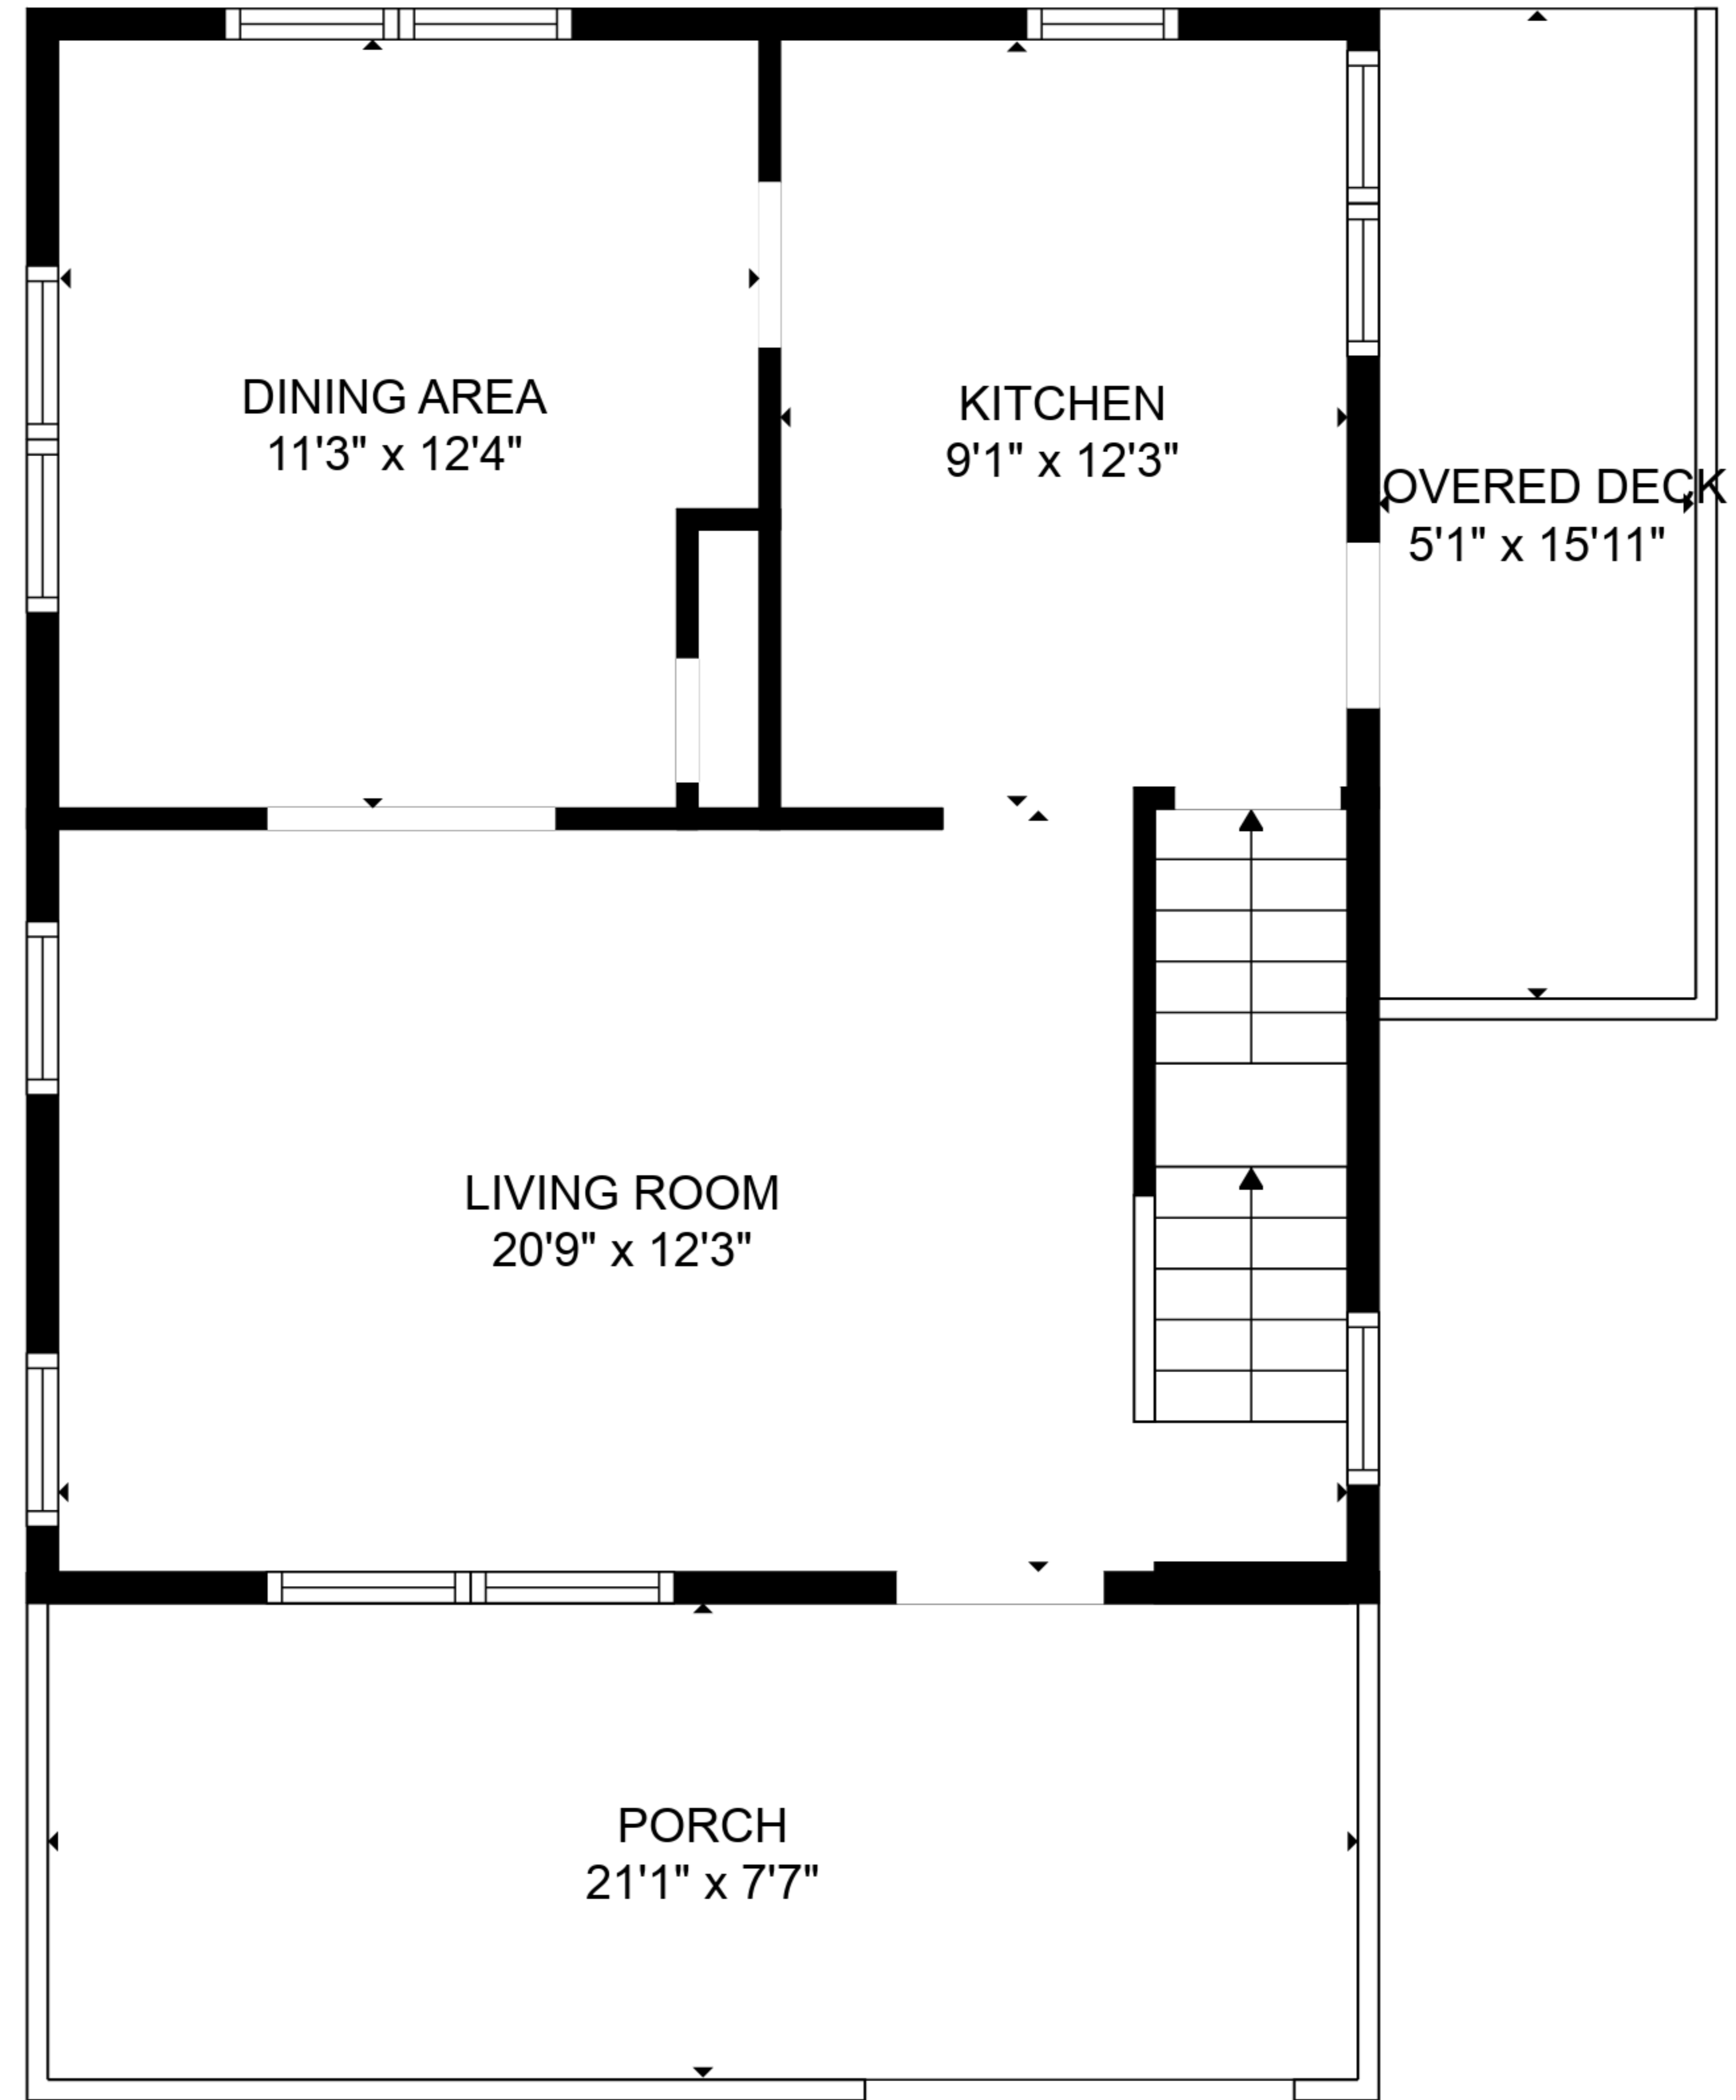 DINING AREA
11'3" x 12'4"
KITCHEN
9'1" x 12'3"
OVERED DECK
5'1" x 15'11"
LIVING ROOM
20'9" x 12'3"
PORCH
21'1" x 7'7"